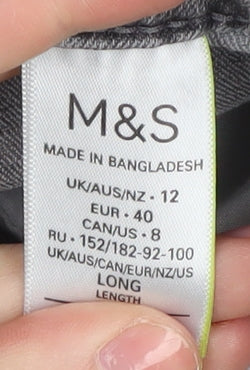 M&S
MADE IN BANGLADESH
UK/AUS/NZ • 12
EUR • 40
CAN/US • 8
RU • 152/182-92-100
UK/AUS/CAN/EUR/NZ/US
LONG
LENGTH